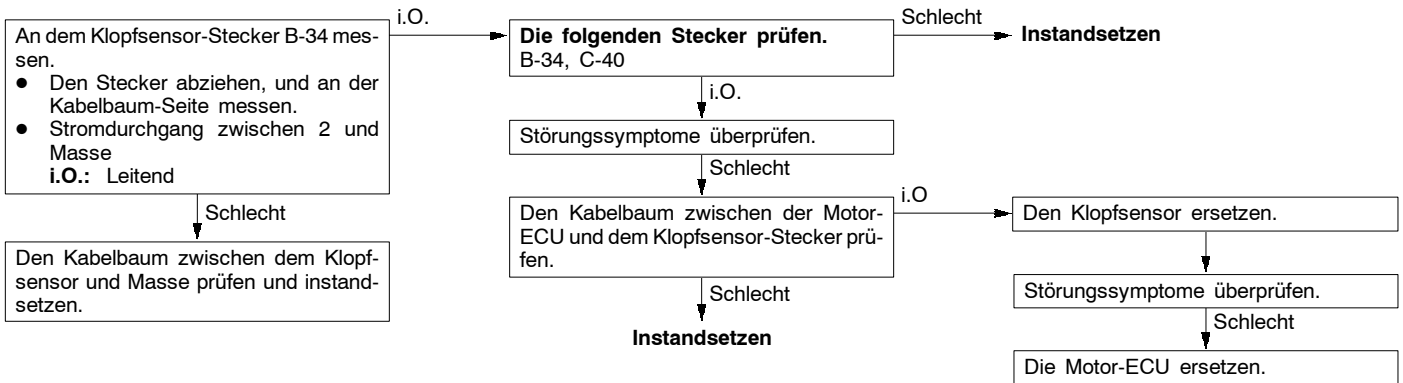 An dem Klopfsensor-Stecker B-34 mes-
sen.
● Den Stecker abziehen, und an der
Kabelbaum-Seite messen.
● Stromdurchgang zwischen 2 und
Masse
i.O.: Leitend
i.O.
Schlecht
Den Kabelbaum zwischen dem Klopf-
sensor und Masse prüfen und instand-
setzen.
Die folgenden Stecker prüfen.
B-34, C-40
Schlecht
Instandsetzen
i.O.
Störungssymptome überprüfen.
Schlecht
Den Kabelbaum zwischen der Motor-
ECU und dem Klopfsensor-Stecker prü-
fen.
Schlecht
Instandsetzen
i.O
Den Klopfsensor ersetzen.
Störungssymptome überprüfen.
Schlecht
Die Motor-ECU ersetzen.